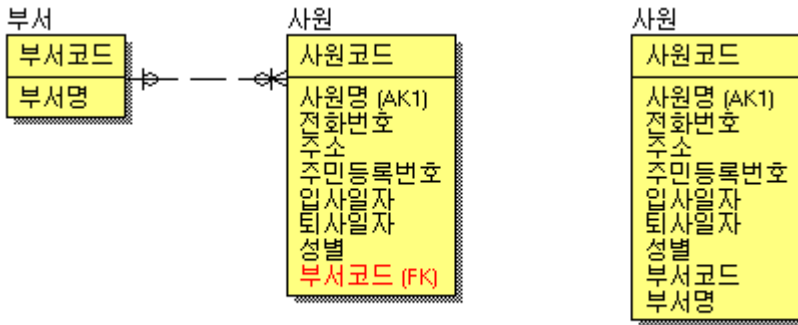 부서
부서코드
부서명
사원
사원코드
사원명 (AK1)
전화번호
주소
주민등록번호
입사일자
퇴사일자
성별
부서코드 (FK)
사원
사원코드
사원명 (AK1)
전화번호
주소
주민등록번호
입사일자
퇴사일자
성별
부서코드
부서명